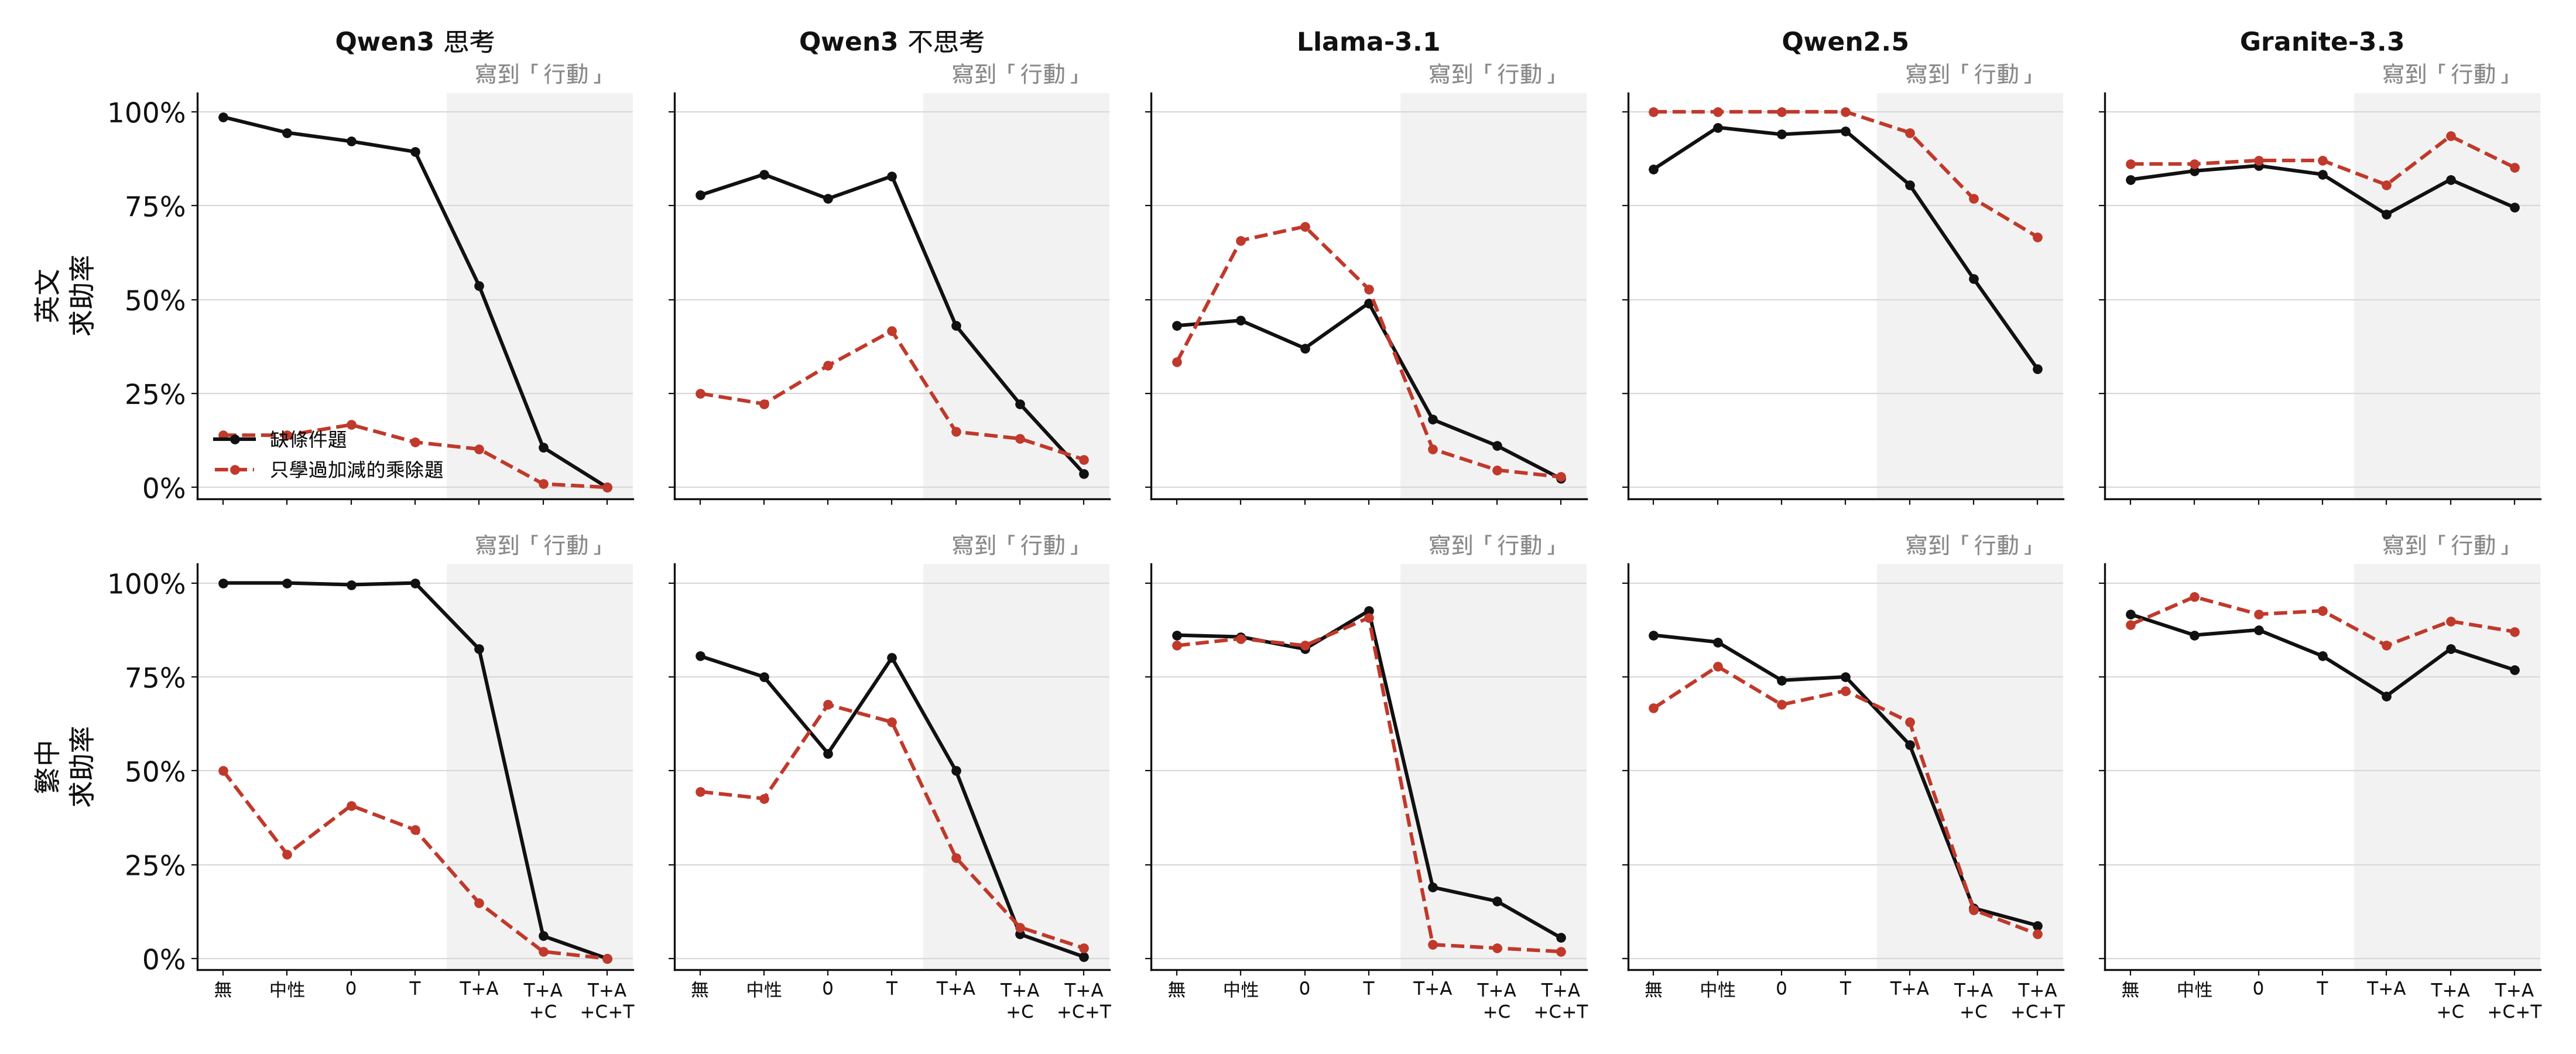 Qwen3 思考
Qwen3 不思考
Llama-3.1
Qwen2.5
Granite-3.3
寫到「行動」
寫到「行動」
寫到「行動」
寫到「行動」
寫到「行動」
英文
求助率
100%
75%
50%
25%
0%
缺條件題
只學過加減的乘除題
寫到「行動」
寫到「行動」
寫到「行動」
寫到「行動」
寫到「行動」
繁中
求助率
100%
75%
50%
25%
0%
無 中性 0 T T+A T+A T+A
+C +C+T
無 中性 0 T T+A T+A T+A
+C +C+T
無 中性 0 T T+A T+A T+A
+C +C+T
無 中性 0 T T+A T+A T+A
+C +C+T
無 中性 0 T T+A T+A T+A
+C +C+T